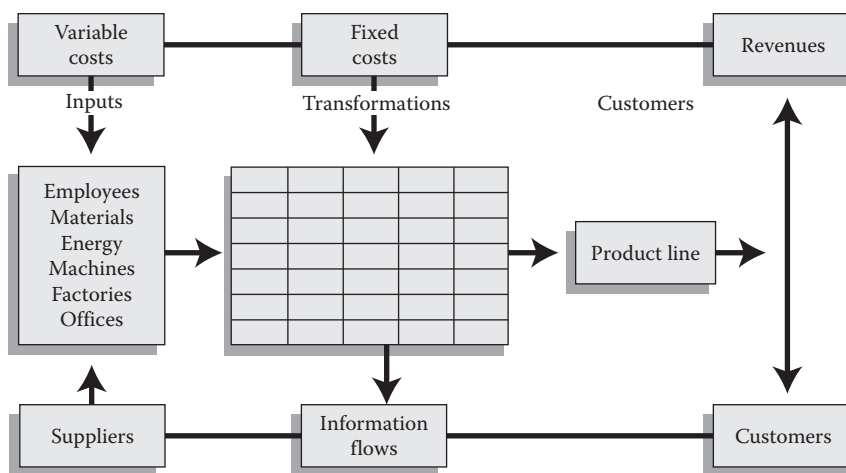 Variable
costs
Fixed
costs
Revenues
Inputs
Transformations
Customers
Employees
Materials
Energy
Machines
Factories
Offices
Product line
Suppliers
Information
flows
Customers